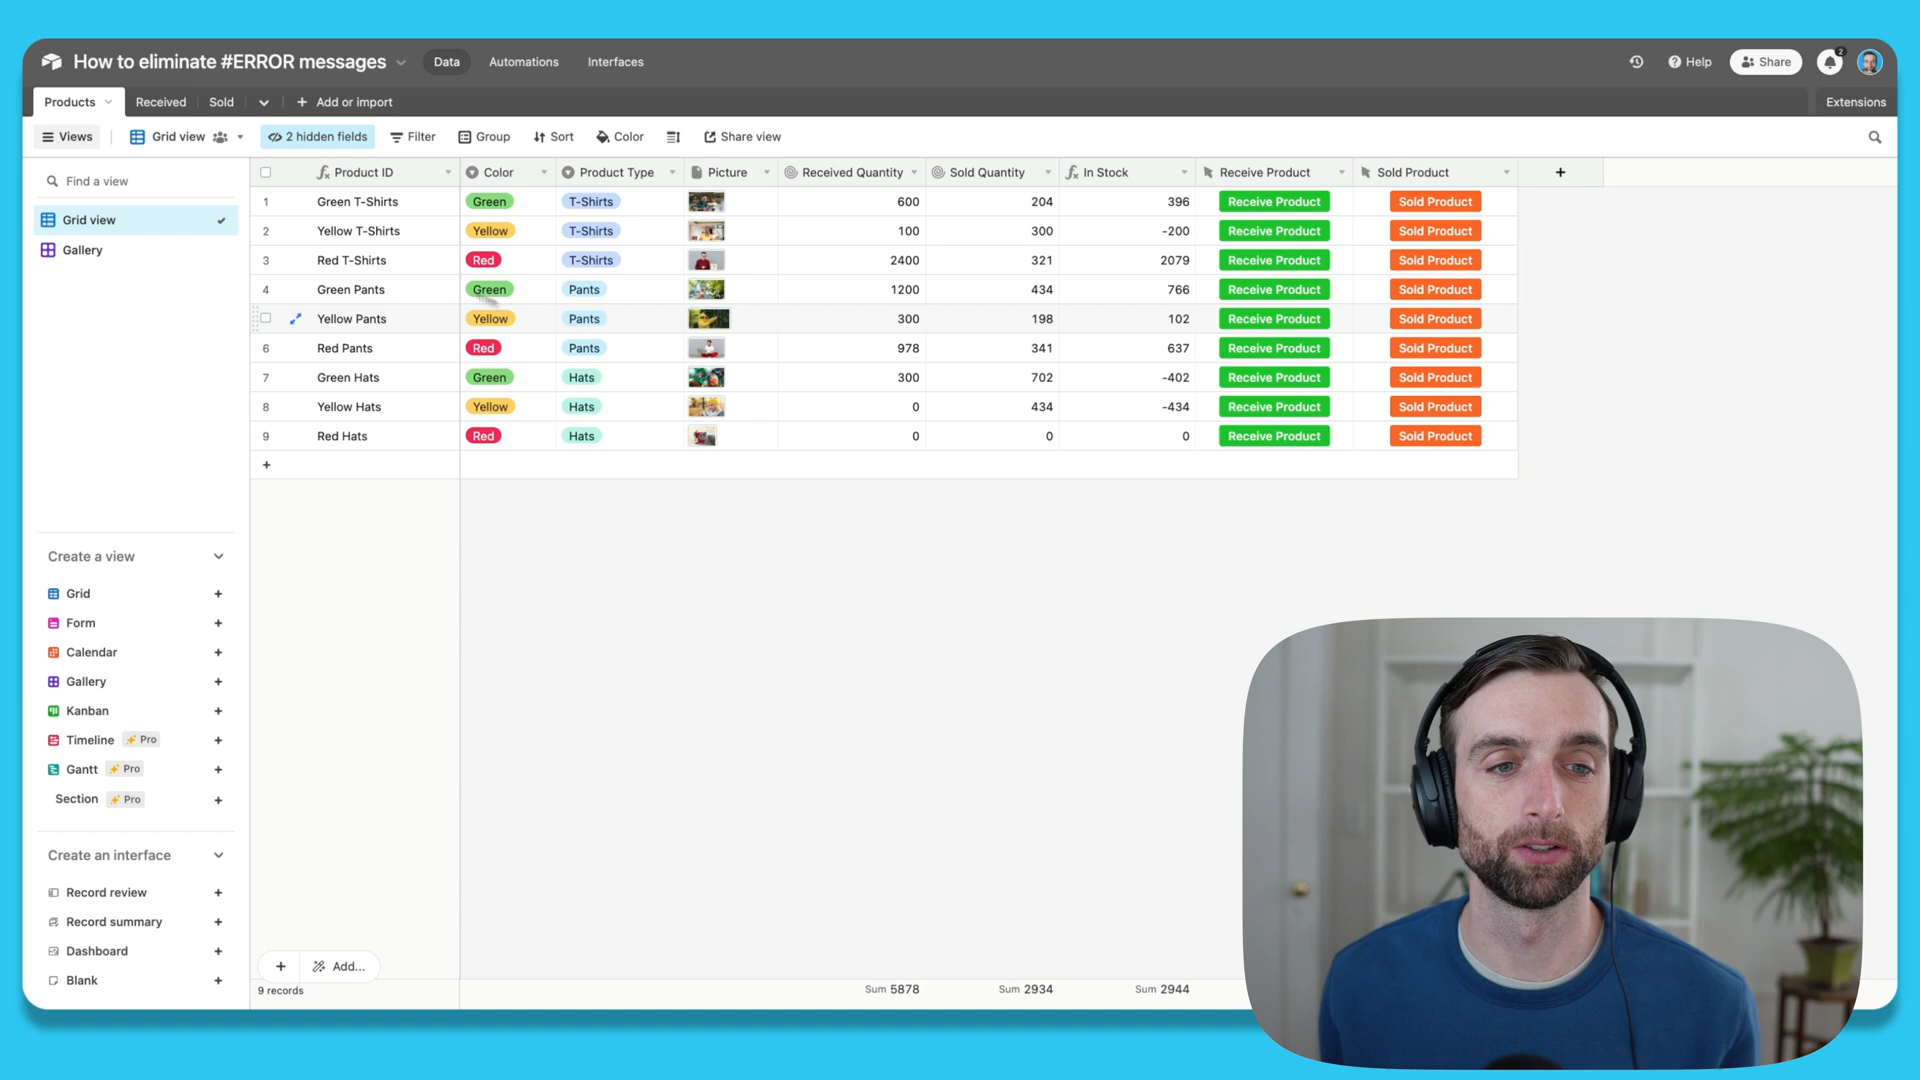 How to eliminate #ERROR messages Data Automations Interfaces Help Share 2
Products Received Sold + Add or import Extensions
Views Grid view 2 hidden fields Filter Group Sort Color Share view
Find a view
Grid view
Gallery
Product ID Color Product Type Picture Received Quantity Sold Quantity In Stock Receive Product Sold Product +
1 Green T-Shirts Green T-Shirts 600 204 396 Receive Product Sold Product
2 Yellow T-Shirts Yellow T-Shirts 100 300 -200 Receive Product Sold Product
3 Red T-Shirts Red T-Shirts 2400 321 2079 Receive Product Sold Product
4 Green Pants Green Pants 1200 434 766 Receive Product Sold Product
Yellow Pants Yellow Pants 300 198 102 Receive Product Sold Product
6 Red Pants Red Pants 978 341 637 Receive Product Sold Product
7 Green Hats Green Hats 300 702 -402 Receive Product Sold Product
8 Yellow Hats Yellow Hats 0 434 -434 Receive Product Sold Product
9 Red Hats Red Hats 0 0 0 Receive Product Sold Product
+
Create a view
Grid +
Form +
Calendar +
Gallery +
Kanban +
Timeline Pro +
Gantt Pro +
Section Pro +
Create an interface
Record review +
Record summary +
Dashboard +
Blank +
+ Add...
9 records Sum 5878 Sum 2934 Sum 2944